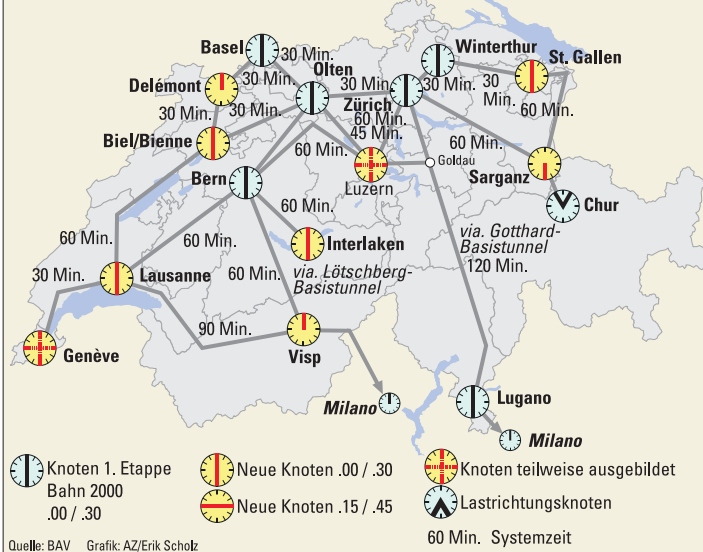 Basel
30 Min.
Winterthur
St. Gallen
Olten
Delémont
30 Min.
30 Min.
30 Min.
30 Min.
Zürich
60 Min.
30 Min.
30 Min.
60 Min.
45 Min.
Biel/Bienne
60 Min.
60 Min.
Goldau
Sarganz
Bern
Luzern
Chur
60 Min.
60 Min.
Interlaken
via. Gotthard-
Basistunnel
120 Min.
30 Min.
Lausanne
60 Min.
via. Lötschberg-
Basistunnel
90 Min.
Genève
Visp
Milano
Lugano
Milano
Knoten 1. Etappe
Bahn 2000
.00 / .30
Neue Knoten .00 / .30
Neue Knoten .15 / .45
Knoten teilweise ausgebildet
Lastrichtungsknoten
60 Min. Systemzeit
Quelle: BAV Grafik: AZ/Erik Scholz